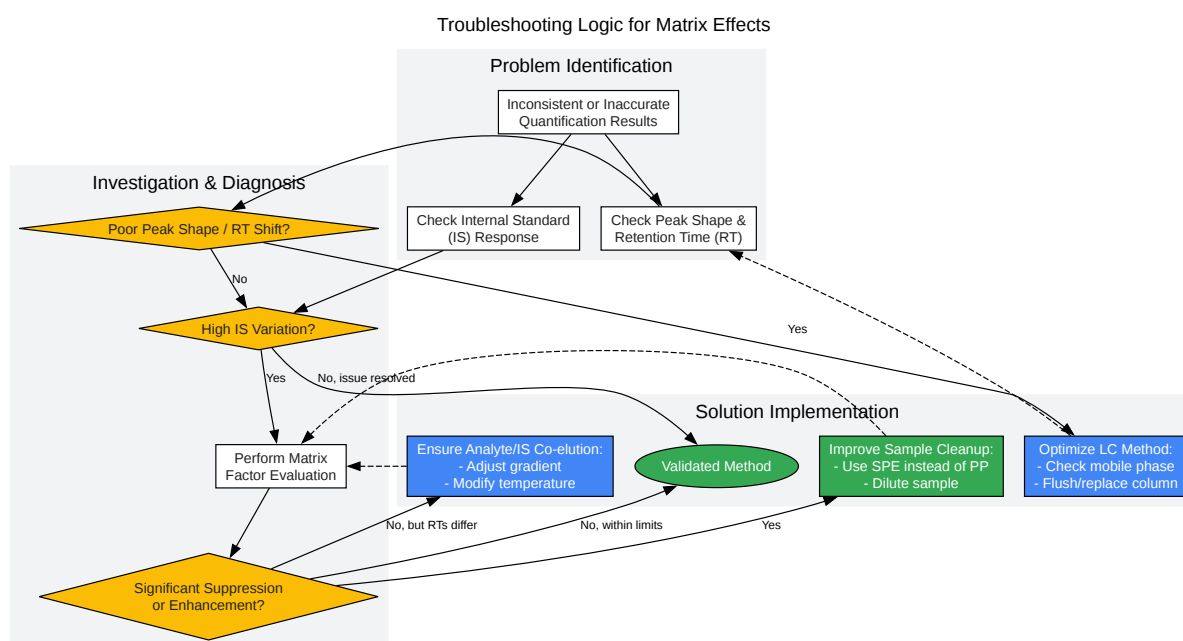 Troubleshooting Logic for Matrix Effects
Problem Identification
Inconsistent or Inaccurate
Quantification Results
Investigation & Diagnosis
Poor Peak Shape / RT Shift?
Check Internal Standard
(IS) Response
Check Peak Shape &
Retention Time (RT)
No
High IS Variation?
Yes
Yes
No, issue resolved
Solution Implementation
Perform Matrix
Factor Evaluation
Ensure Analyte/IS Co-elution:
- Adjust gradient
- Modify temperature
Validated Method
Improve Sample Cleanup:
- Use SPE instead of PP
- Dilute sample
Optimize LC Method:
- Check mobile phase
- Flush/replace column
No, but RTs differ
No, within limits
Yes
Significant Suppression
or Enhancement?